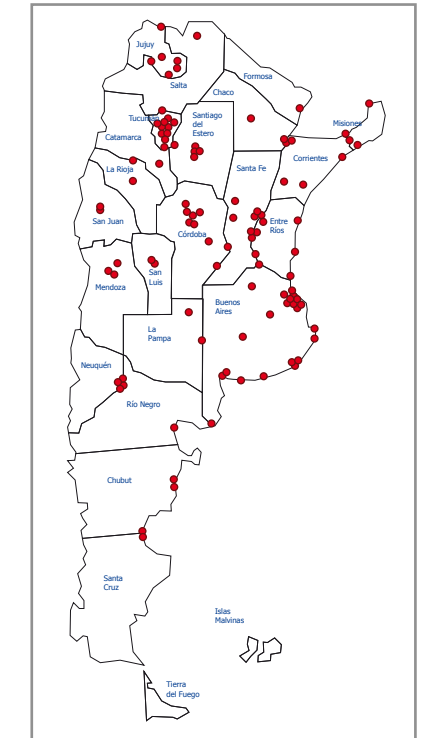 Jujuy
Salta
Formosa
Chaco
Tucumán
Santiago
del
Estero
Misiones
Catamarca
Corrientes
La Rioja
Santa Fe
San Juan
Córdoba
Entre
Ríos
San
Luis
Mendoza
Buenos
Aires
La
Pampa
Neuquén
Río Negro
Chubut
Santa
Cruz
Islas
Malvinas
Tierra
del Fuego